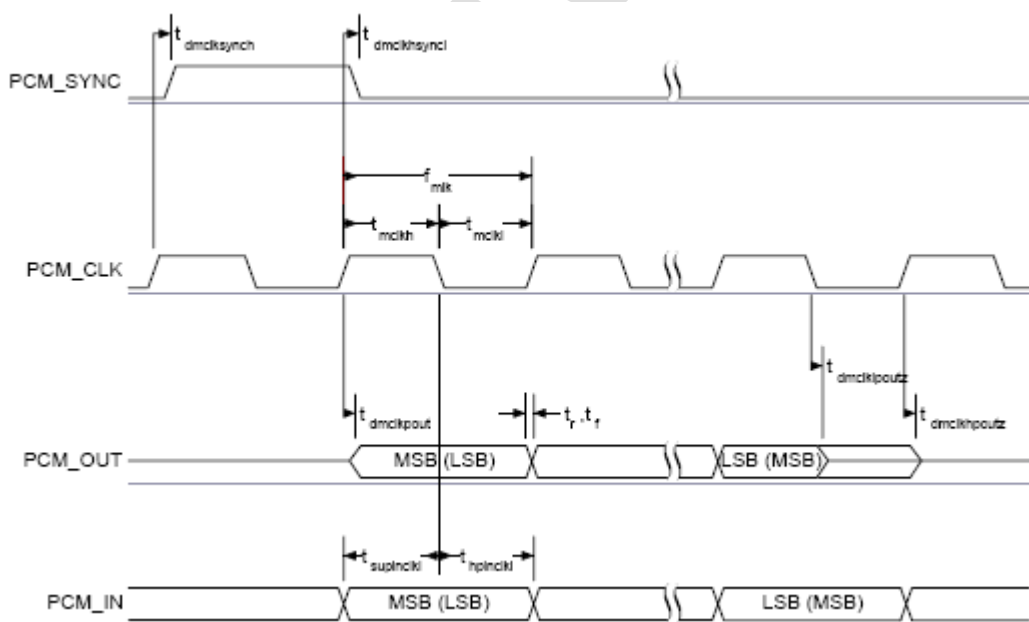 t dmclksynch t dmclkhsyncl
PCM_SYNC
f mlk
t mclkh t mclkl
PCM_CLK
t dmclklpoutz
t dmclkpout t r ,t f t dmclkhpoutz
PCM_OUT MSB (LSB) LSB (MSB)
t supinclkl t hpinclkl
PCM_IN MSB (LSB) LSB (MSB)